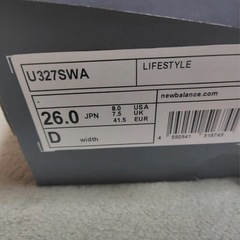 U327SWA
LIFESTYLE
newbalance.com
26.0 JPN
8.0 USA
7.5 UK
41.5 EUR
D width